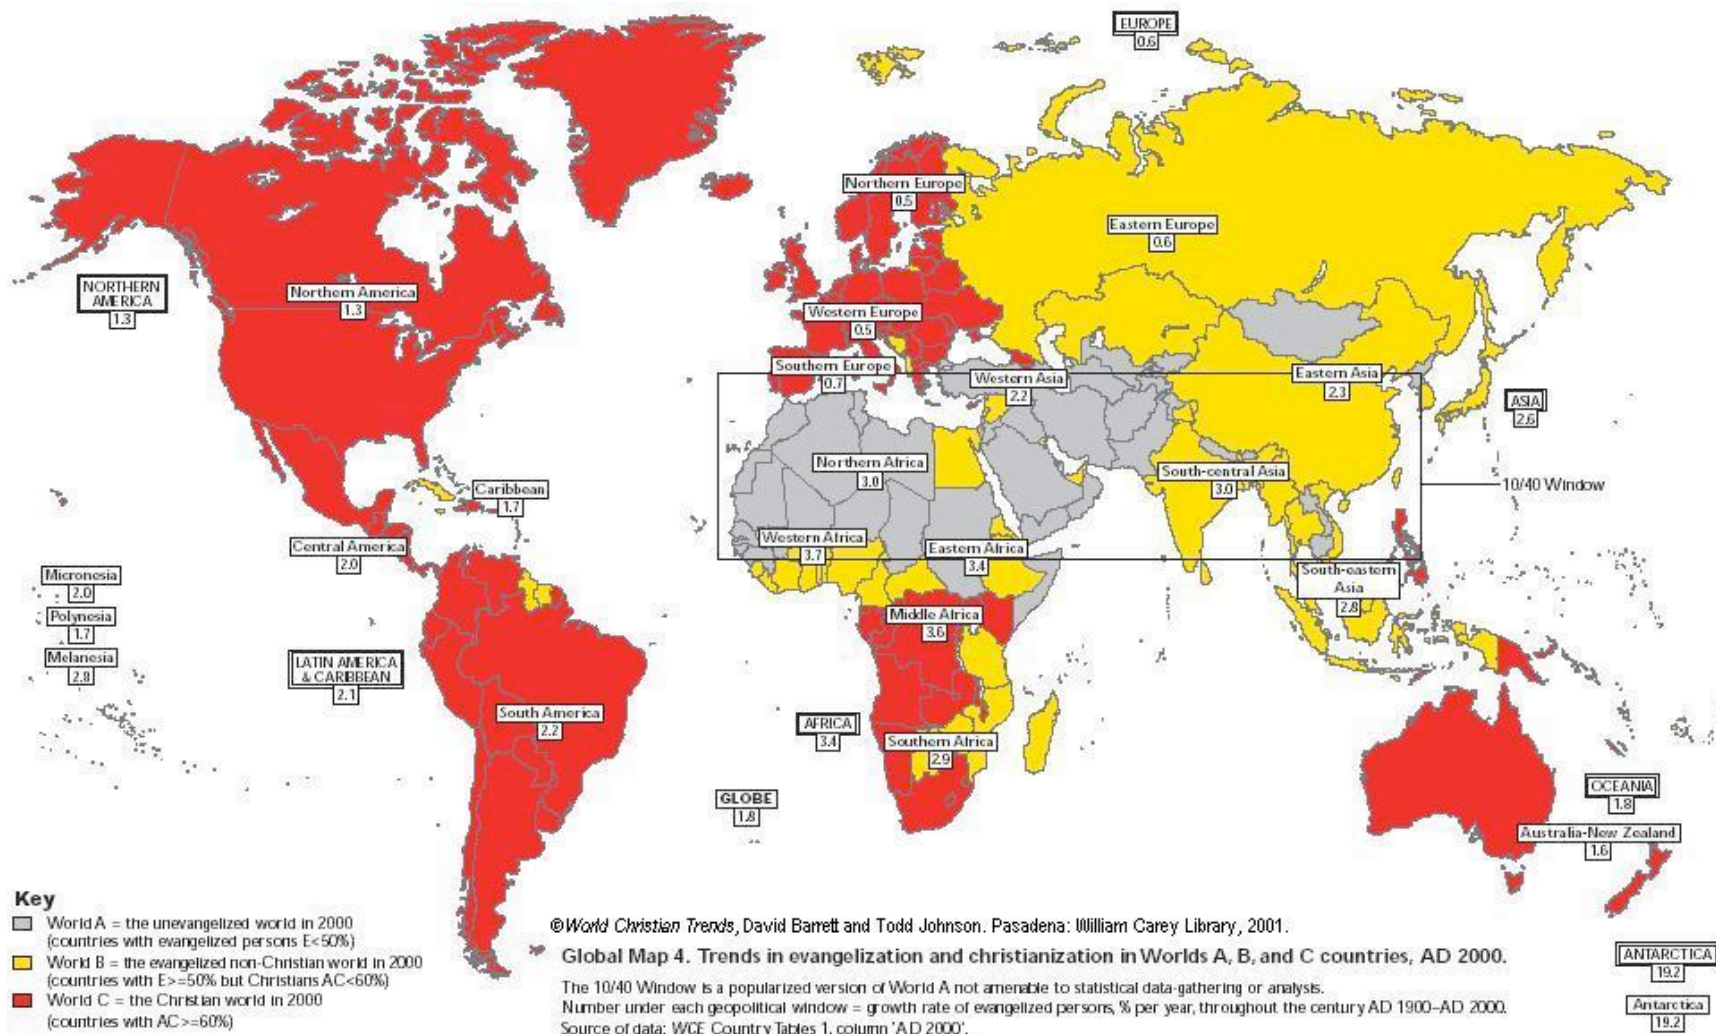 EUROPE
0.6
Northern Europe
0.5
Eastern Europe
0.6
NORTHERN
AMERICA
1.3
Northern America
1.3
Western Europe
0.5
Southern Europe
0.7
Western Asia
2.2
Eastern Asia
2.3
ASIA
2.6
Northern Africa
3.0
South-central Asia
3.0
10/40 Window
Caribbean
1.7
Central America
2.0
Western Africa
3.7
Eastern Africa
3.4
South-eastern
Asia
2.8
Micronesia
2.0
Polynesia
1.7
Melanesia
2.8
Middle Africa
3.6
LATIN AMERICA
& CARIBBEAN
2.1
South America
2.2
AFRICA
3.4
Southern Africa
2.9
GLOBE
1.8
OCEANIA
1.8
Australia-New Zealand
1.6
Key
World A = the unevangelized world in 2000
(countries with evangelized persons E<50%)
World B = the evangelized non-Christian world in 2000
(countries with E>=50% but Christians AC<60%)
World C = the Christian world in 2000
(countries with AC>=60%)
©World Christian Trends, David Barrett and Todd Johnson. Pasadena: William Carey Library, 2001.
Global Map 4. Trends in evangelization and christianization in Worlds A, B, and C countries, AD 2000.
The 10/40 Window is a popularized version of World A not amenable to statistical data-gathering or analysis.
Number under each geopolitical window = growth rate of evangelized persons, % per year, throughout the century AD 1900–AD 2000.
Source of data: WCE Country Tables 1, column 'AD 2000'.
ANTARCTICA
19.2
Antarctica
19.2